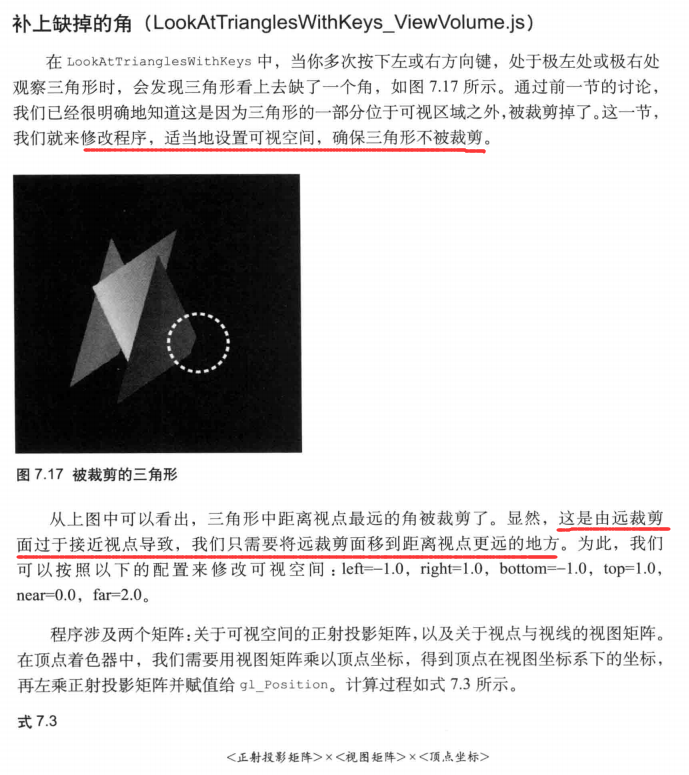 补上缺掉的角（LookAtTrianglesWithKeys_ViewVolume.js）
在 LookAtTrianglesWithKeys 中，当你多次按下左或右方向键，处于极左处或极右处
观察三角形时，会发现三角形看上去缺了一个角，如图 7.17 所示。通过前一节的讨论，
我们已经很明确地知道这是因为三角形的一部分位于可视区域之外，被裁剪掉了。这一节，
我们就来修改程序，适当地设置可视空间，确保三角形不被裁剪。
图 7.17 被裁剪的三角形
从上图中可以看出，三角形中距离视点最远的角被裁剪了。显然，这是由远裁剪
面过于接近视点导致，我们只需要将远裁剪面移到距离视点更远的地方。为此，我们
可以按照以下的配置来修改可视空间：left=−1.0，right=1.0，bottom=−1.0，top=1.0，
near=0.0，far=2.0。
程序涉及两个矩阵：关于可视空间的正射投影矩阵，以及关于视点与视线的视图矩阵。
在顶点着色器中，我们需要用视图矩阵乘以顶点坐标，得到顶点在视图坐标系下的坐标，
再左乘正射投影矩阵并赋值给 gl_Position。计算过程如式 7.3 所示。
式 7.3
<正射投影矩阵>×<视图矩阵>×<顶点坐标>